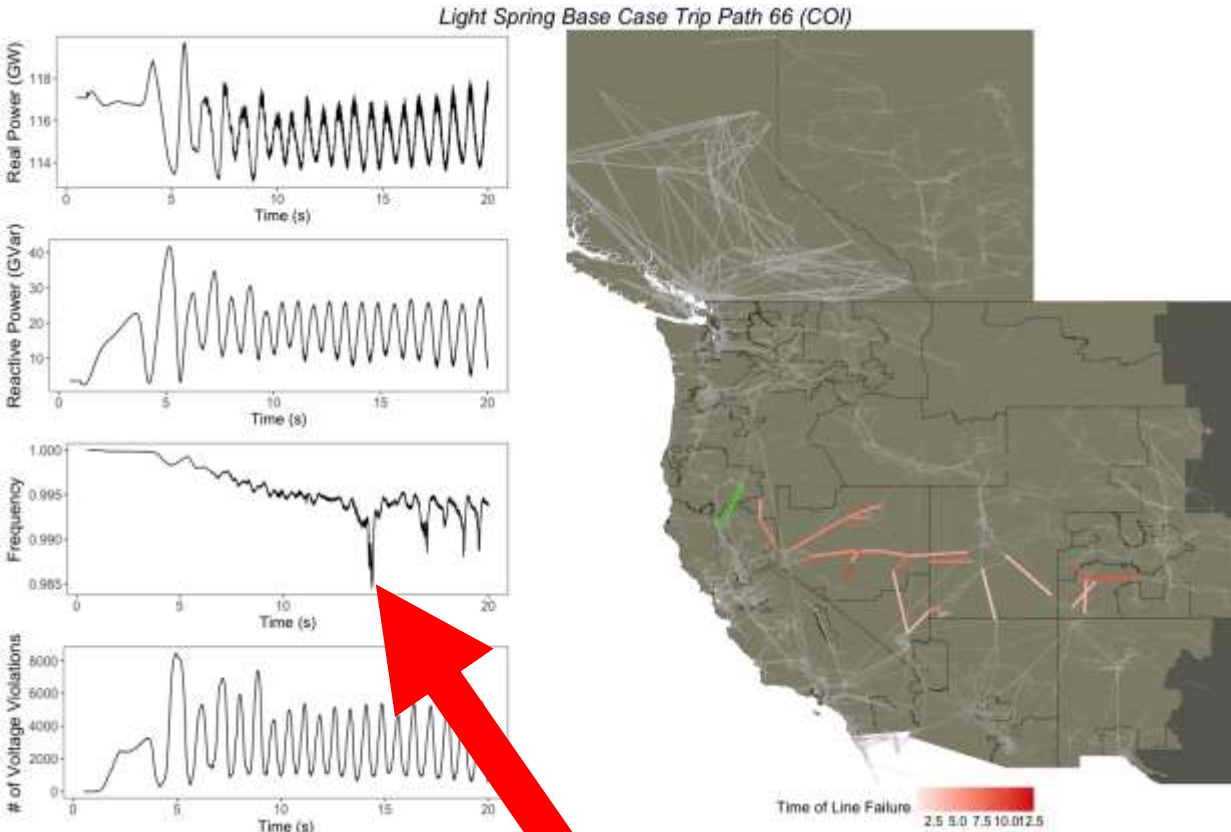 Light Spring Base Case Trip Path 66 (COI)
Real Power (GW)
118
116
114
0 5 10 15 20
Time (s)
Reactive Power (GVar)
40
30
20
10
0 5 10 15 20
Time (s)
Frequency
1.000
0.995
0.990
0.985
0 5 10 20
Time (s)
# of Voltage Violations
8000
6000
4000
2000
0
0 5 10 15 20
Time (s)
Time of Line Failure
2.5 5.0 7.5 10.0 12.5